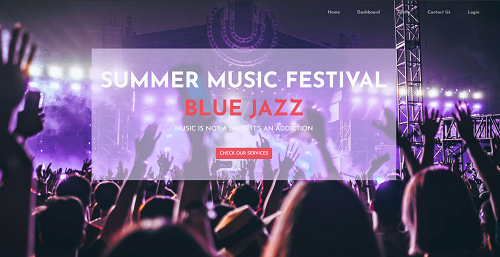 Home Dashboard Contact Us Login
SUMMER MUSIC FESTIVAL
BLUE JAZZ
MUSIC IS NOT A IT'S AN ADDICTION
CHECK OUR SERVICES